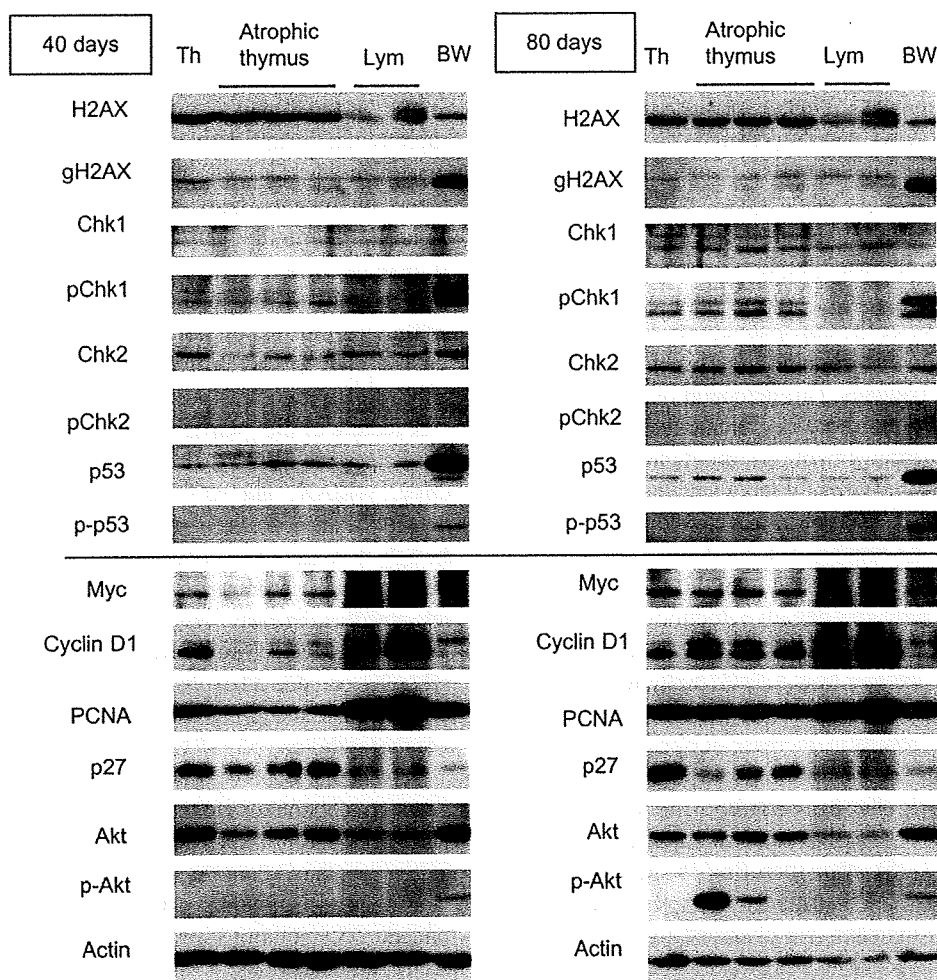 40 days
Th
Atrophic
thymus
Lym
BW
H2AX
gH2AX
Chk1
pChk1
Chk2
pChk2
p53
p-p53
Myc
Cyclin D1
PCNA
p27
Akt
p-Akt
Actin
80 days
Th
Atrophic
thymus
Lym
BW
H2AX
gH2AX
Chk1
pChk1
Chk2
pChk2
p53
p-p53
Myc
Cyclin D1
PCNA
p27
Akt
p-Akt
Actin